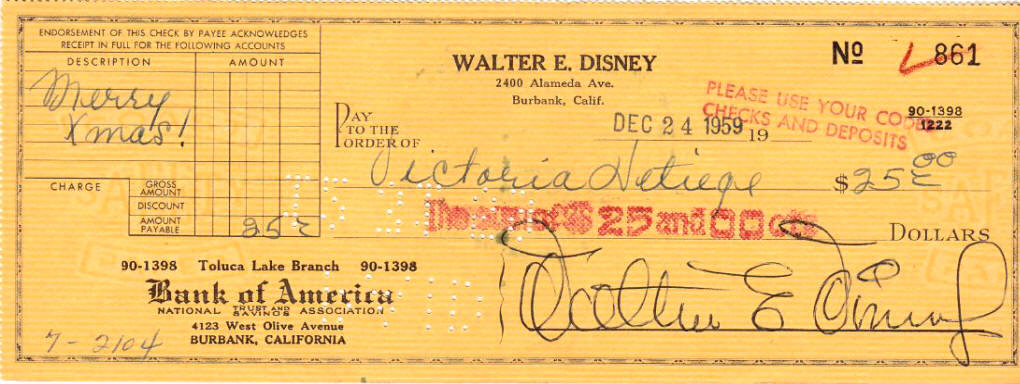 ENDORSEMENT OF THIS CHECK BY PAYEE ACKNOWLEDGES
RECEIPT IN FULL FOR THE FOLLOWING ACCOUNTS
DESCRIPTION AMOUNT
Merry
Xmas!
CHARGE
GROSS AMOUNT
DISCOUNT
AMOUNT PAYABLE 25
WALTER E. DISNEY
2400 Alameda Ave.
Burbank, Calif.
No 861
PLEASE USE YOUR CODED
CHECKS AND DEPOSITS
90-1398
1222
DEC 24 1959 19
PAY TO THE ORDER OF
Victoria $25 00
The sum of $ 25 and 00 cts DOLLARS
90-1398 Toluca Lake Branch 90-1398
Bank of America
NATIONAL TRUST AND SAVINGS ASSOCIATION
4123 West Olive Avenue
BURBANK, CALIFORNIA
7-2104
Walter E Disney